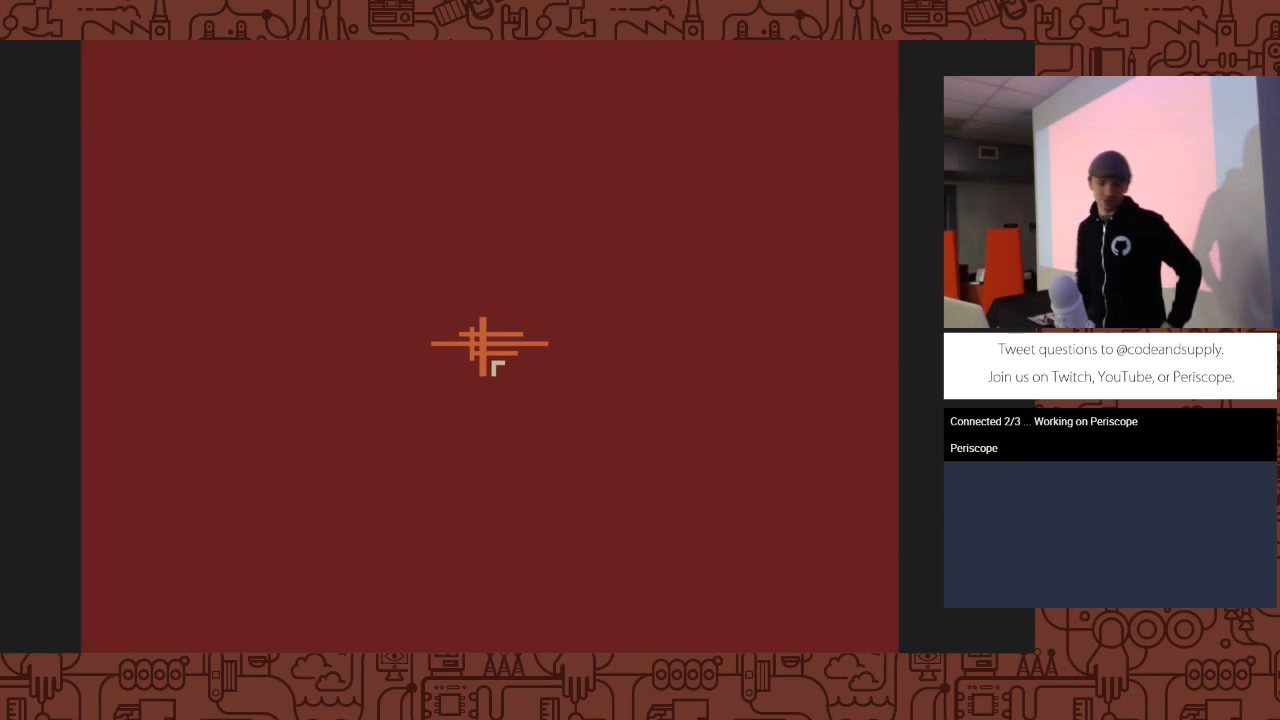 Tweet questions to @codeandsupply.
Join us on Twitch, YouTube, or Periscope.
Connected 2/3 ... Working on Periscope
Periscope